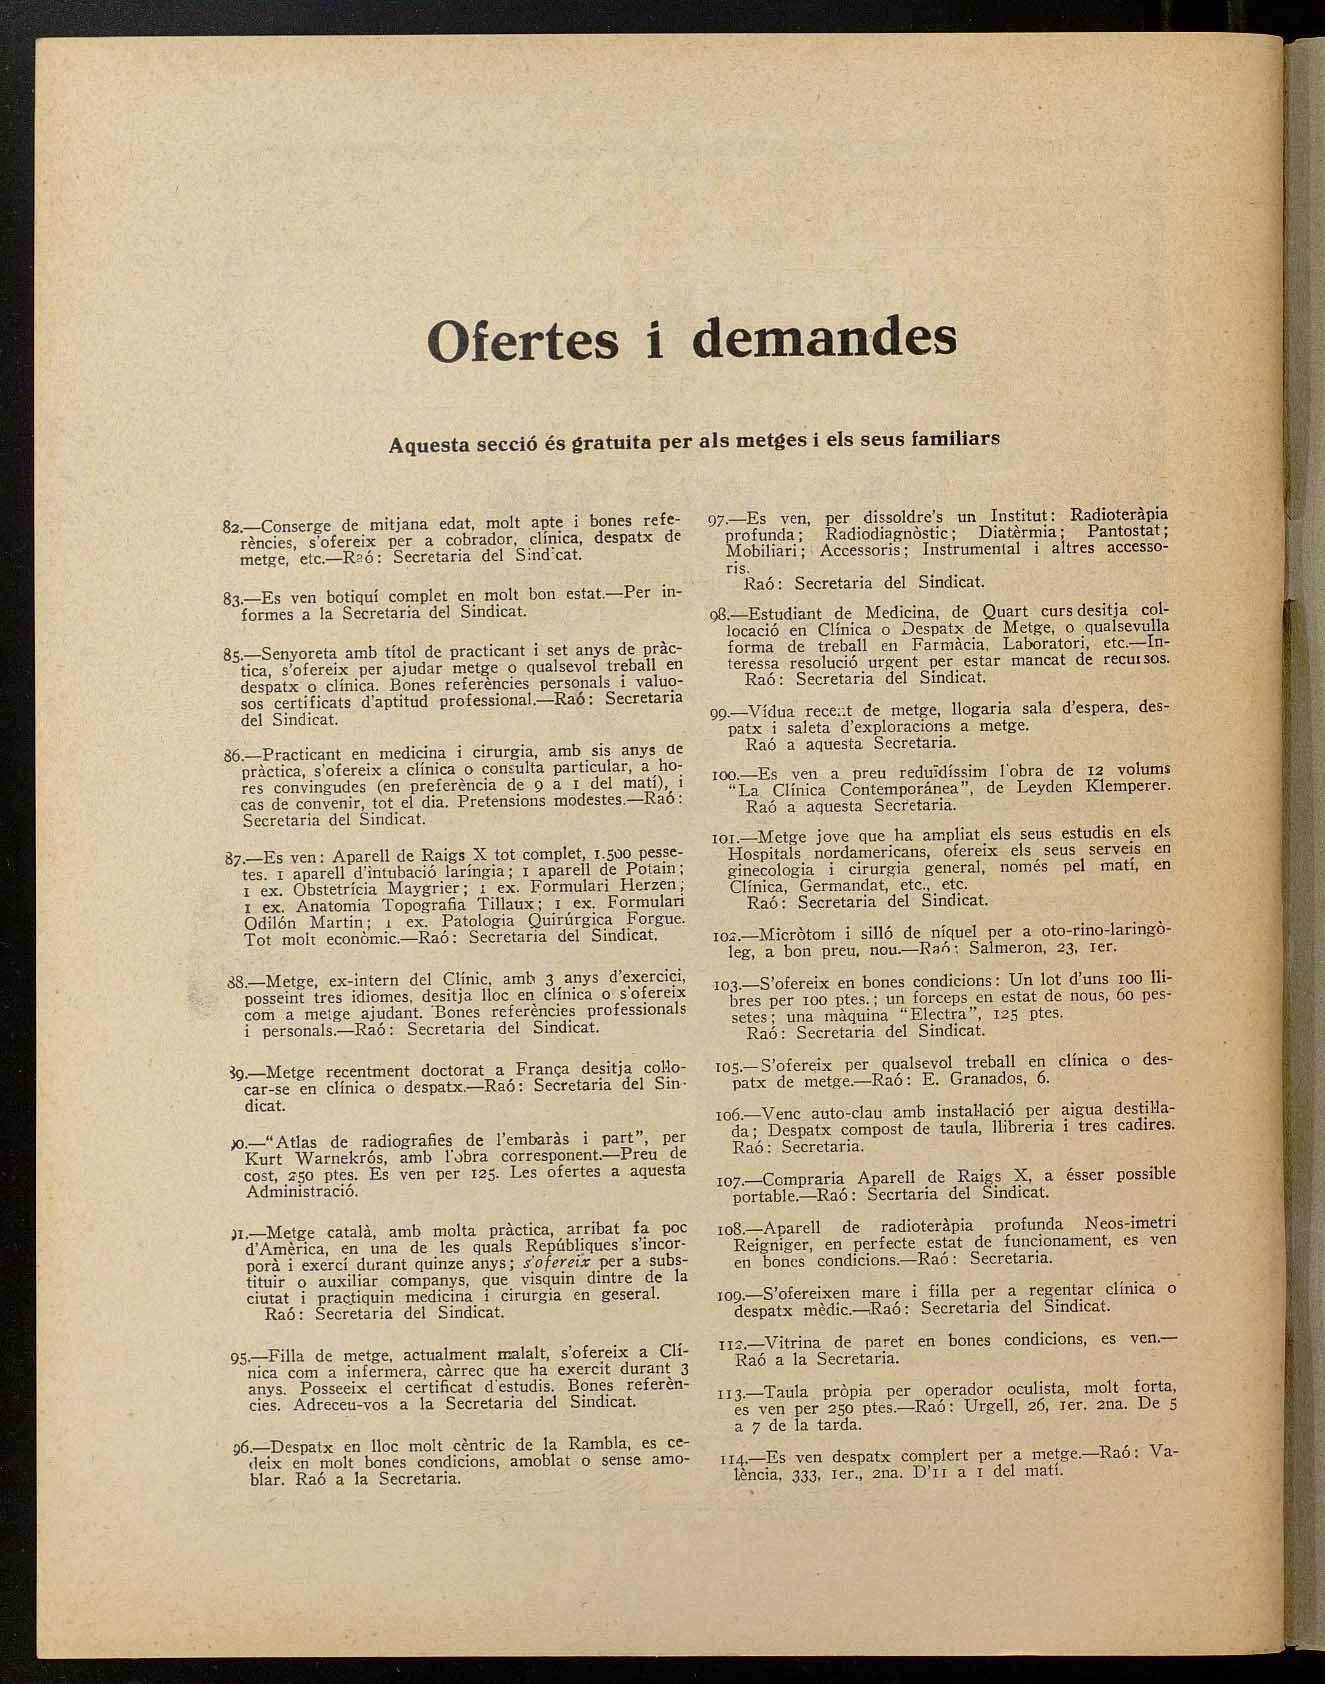 Ofertes i demandes
Aquesta secció és gratuita per als metges i els seus familiars
82.—Conserge de mitjana edat, molt apte i bones refe-
rències, s'ofereix per a cobrador, clínica, despatx de
metge, etc.—Raó: Secretaria del Sind cat.
83.—Es ven botiquí complet en molt bon estat.—Per in-
formes a la Secretaria del Sindicat.
85.—Senyoreta amb títol de practicant i set anys de pràc-
tica, s'ofereix per ajudar metge o qualsevol treball en
despatx o clínica. Bones referències personals i valuo-
sos certificats d'aptitud professional.—Raó: Secretaria
del Sindicat.
86.—Practicant en medicina i cirurgia, amb sis anys de
pràctica, s'ofereix a clínica o consulta particular, a ho-
res convingudes (en preferència de 9 a 1 del matí), i
cas de convenir, tot el dia. Pretensions modestes.—Raó:
Secretaria del Sindicat.
87.—Es ven: Aparell de Raigs X tot complet, 1.500 pesse-
tes. 1 aparell d'intubació laríngia; 1 aparell de Potain;
1 ex. Obstetrícia Maygrier; 1 ex. Formulari Herzen;
1 ex. Anatomia Topografia Tillaux; 1 ex. Formulari
Odilón Martin; 1 ex. Patologia Quirúrgica Forgue.
Tot molt econòmic.—Raó: Secretaria del Sindicat.
88.—Metge, ex-intern del Clínic, amb 3 anys d'exercici,
posseint tres idiomes, desitja lloc en clínica o s'ofereix
com a metge ajudant. Bones referències professionals
i personals.—Raó: Secretaria del Sindicat.
89.—Metge recentment doctorat a França desitja col·lo-
car-se en clínica o despatx.—Raó: Secretaria del Sin-
dicat.
90.—"Atlas de radiografies de l'embaràs i part", per
Kurt Warnekrós, amb l'obra corresponent.—Preu de
cost, 250 ptes. Es ven per 125. Les ofertes a aquesta
Administració.
91.—Metge català, amb molta pràctica, arribat fa poc
d'Amèrica, en una de les quals Repúbliques s'incor-
porà i exercí durant quinze anys; s'ofereix per a subs-
tituir o auxiliar companys, que visquin dintre de la
ciutat i practiquin medicina i cirurgia en geseral.
Raó: Secretaria del Sindicat.
95.—Filla de metge, actualment malalt, s'ofereix a Clí-
nica com a infermera, càrrec que ha exercit durant 3
anys. Posseeix el certificat d'estudis. Bones referèn-
cies. Adreceu-vos a la Secretaria del Sindicat.
96.—Despatx en lloc molt cèntric de la Rambla, es ce-
deix en molt bones condicions, amoblat o sense amo-
blar. Raó a la Secretaria.
97.—Es ven, per dissoldre's un Institut: Radioteràpia
profunda; Radiodiagnòstic; Diatèrmia; Pantostat;
Mobiliari; Accessoris; Instrumental i altres accesso-
ris.
Raó: Secretaria del Sindicat.
98.—Estudiant de Medicina, de Quart curs desitja col-
locació en Clínica o Despatx de Metge, o qualsevulla
forma de treball en Farmàcia, Laboratori, etc.—In-
teressa resolució urgent per estar mancat de recursos.
Raó: Secretaria del Sindicat.
99.—Vídua recent de metge, llogaria sala d'espera, des-
patx i saleta d'exploracions a metge.
Raó a aquesta Secretaria.
100.—Es ven a preu reduïdíssim l'obra de 12 volums
"La Clínica Contemporánea", de Leyden Klemperer.
Raó a aquesta Secretaria.
101.—Metge jove que ha ampliat els seus estudis en els
Hospitals nordamericans, ofereix els seus serveis en
ginecologia i cirurgia general, només pel matí, en
Clínica, Germandat, etc., etc.
Raó: Secretaria del Sindicat.
102.—Micròtom i silló de níquel per a oto-rino-laringò-
leg, a bon preu, nou.—Raó: Salmeron, 23, 1er.
103.—S'ofereix en bones condicions: Un lot d'uns 100 lli-
bres per 100 ptes.; un forceps en estat de nous, 60 pes-
setes; una màquina "Electra", 125 ptes.
Raó: Secretaria del Sindicat.
105.—S'ofereix per qualsevol treball en clínica o des-
patx de metge.—Raó: E. Granados, 6.
106.—Venc auto-clau amb instal·lació per aigua destil·la-
da; Despatx compost de taula, llibreria i tres cadires.
Raó: Secretaria.
107.—Compraria Aparell de Raigs X, a ésser possible
portable.—Raó: Secrtaria del Sindicat.
108.—Aparell de radioteràpia profunda Neos-imetri
Reigniger, en perfecte estat de funcionament, es ven
en bones condicions.—Raó: Secretaria.
109.—S'ofereixen mare i filla per a regentar clínica o
despatx mèdic.—Raó: Secretaria del Sindicat.
112.—Vitrina de paret en bones condicions, es ven.—
Raó a la Secretaria.
113.—Taula pròpia per operador oculista, molt forta,
es ven per 250 ptes.—Raó: Urgell, 26, 1er. 2na. De 5
a 7 de la tarda.
114.—Es ven despatx complert per a metge.—Raó: Va-
lència, 333, 1er., 2na. D'11 a 1 del matí.